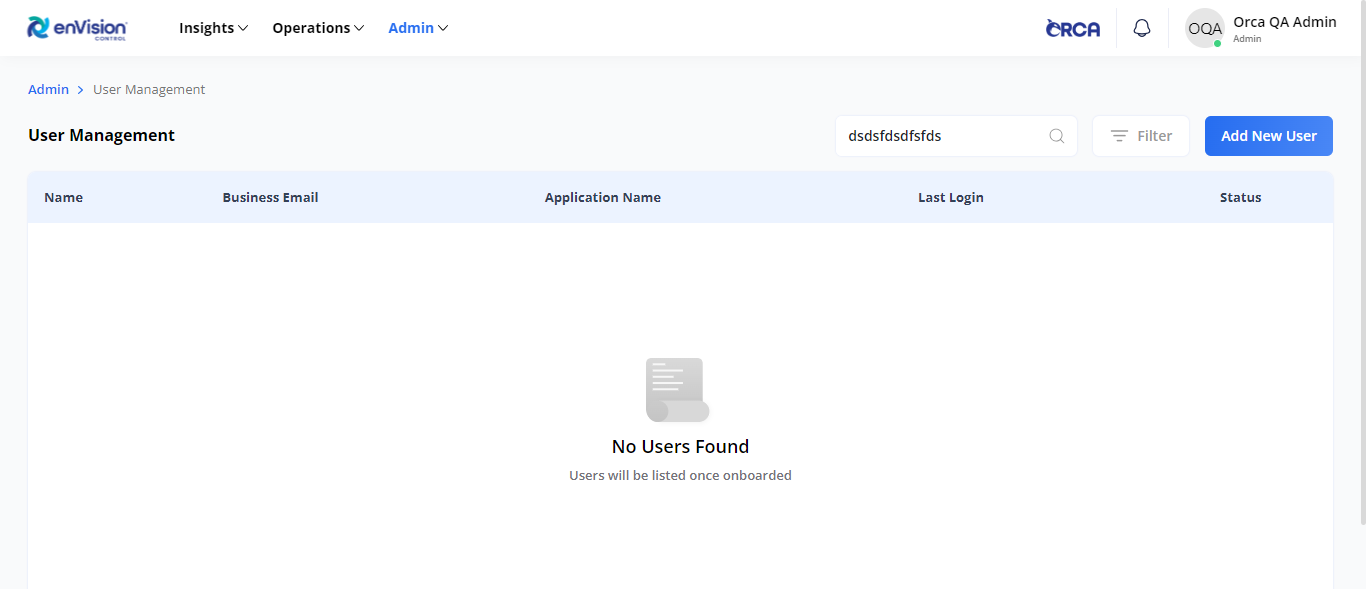 enVision
CONTROL
Insights
Operations
Admin
ORCA
OQA
Orca QA Admin
Admin
Admin > User Management
User Management
dsdsfdsdfsfds
Filter
Add New User
Name
Business Email
Application Name
Last Login
Status
No Users Found
Users will be listed once onboarded